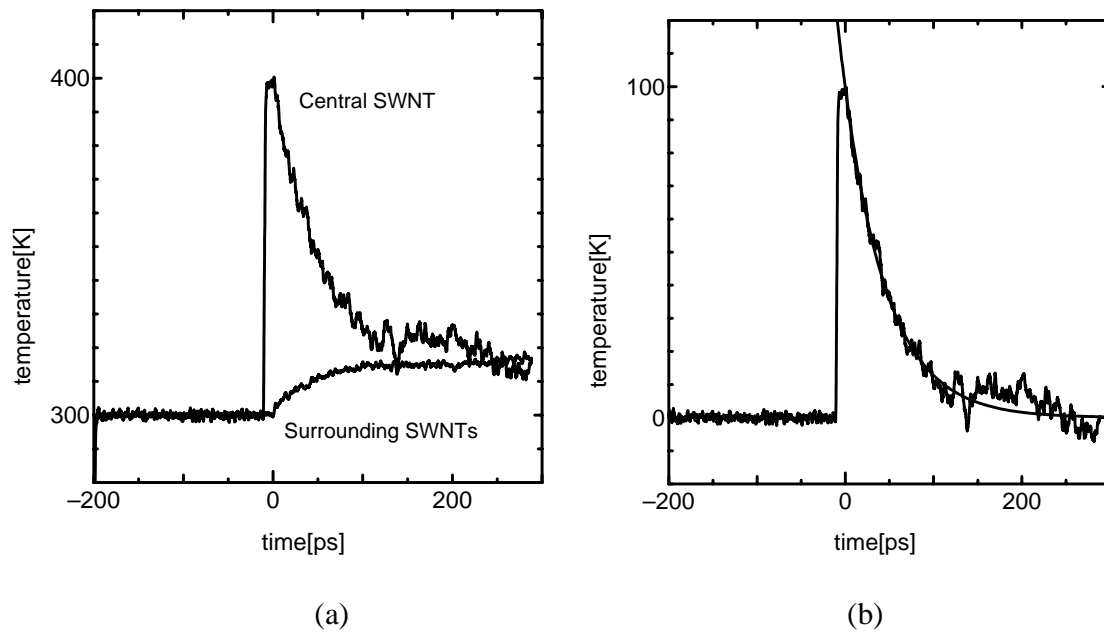 400
300
temperature[K]
Central SWNT
Surrounding SWNTs
–200
0
200
time[ps]
(a)
100
0
temperature[K]
–200
0
200
time[ps]
(b)